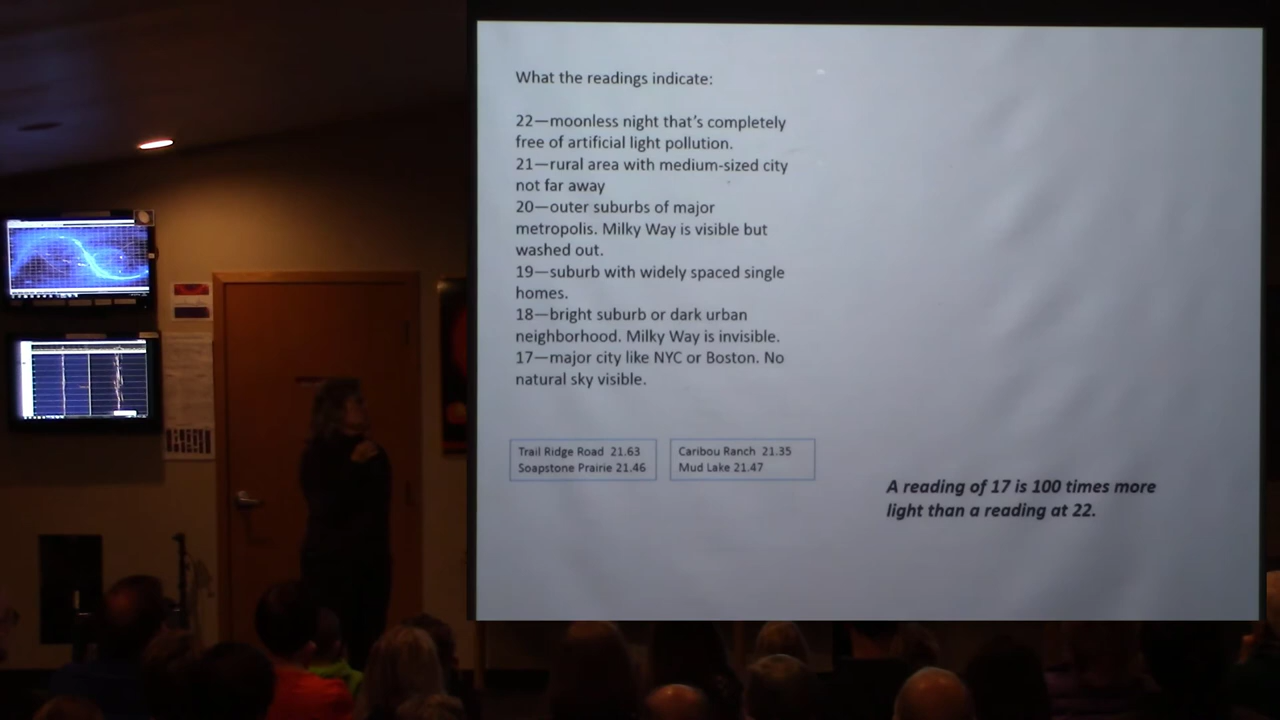 What the readings indicate:
22—moonless night that's completely
free of artificial light pollution.
21—rural area with medium-sized city
not far away
20—outer suburbs of major
metropolis. Milky Way is visible but
washed out.
19—suburb with widely spaced single
homes.
18—bright suburb or dark urban
neighborhood. Milky Way is invisible.
17—major city like NYC or Boston. No
natural sky visible.
Trail Ridge Road 21.63
Soapstone Prairie 21.46
Caribou Ranch 21.35
Mud Lake 21.47
A reading of 17 is 100 times more
light than a reading at 22.